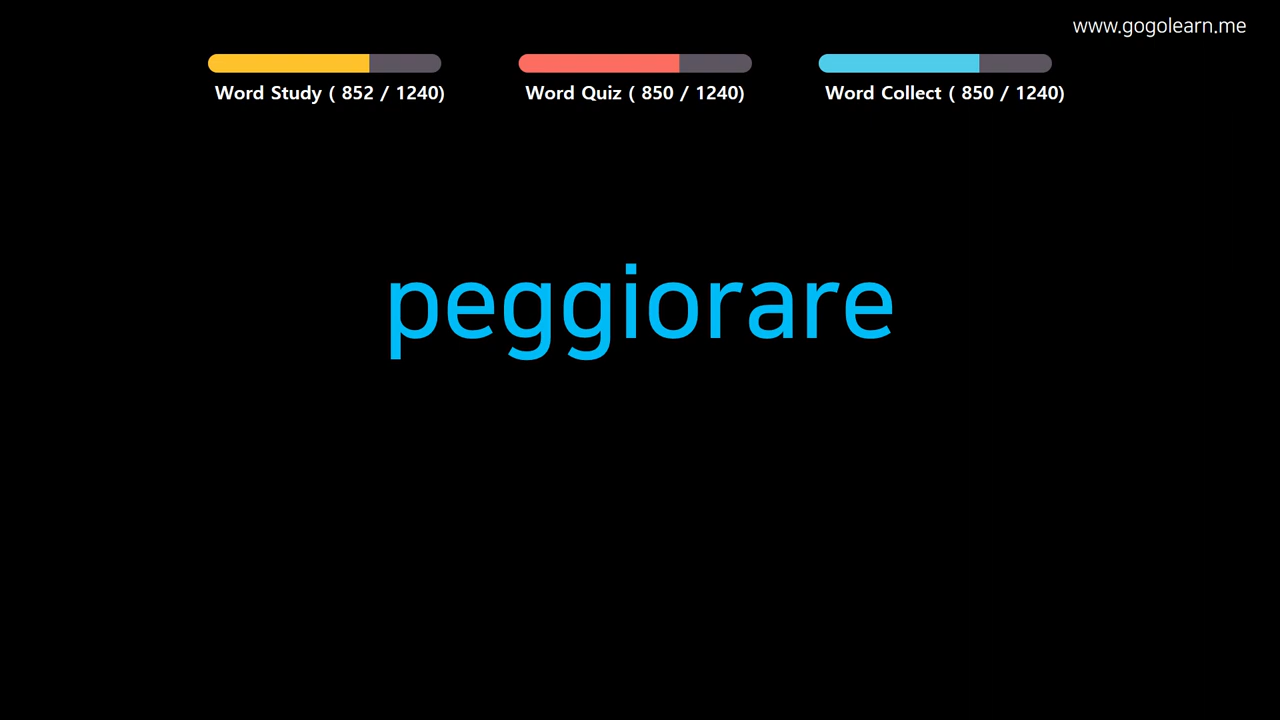 www.gogolearn.me
Word Study ( 852 / 1240)
Word Quiz ( 850 / 1240)
Word Collect ( 850 / 1240)
peggiorare